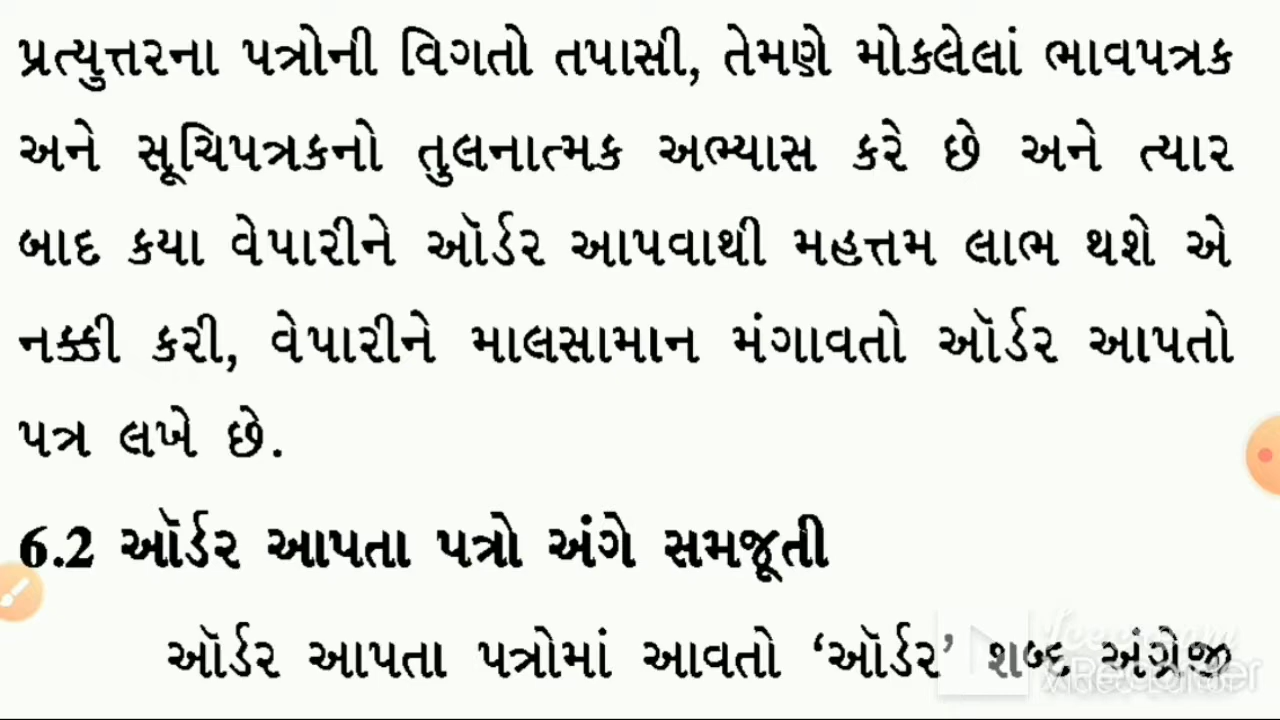 પ્રત્યુત્તરના પત્રોની વિગતો તપાસી, તેમણે મોકલેલાં ભાવપત્રક
અને સૂચિપત્રકનો તુલનાત્મક અભ્યાસ કરે છે અને ત્યાર
બાદ કયા વેપારીને ઑર્ડર આપવાથી મહત્તમ લાભ થશે એ
નક્કી કરી, વેપારીને માલસામાન મંગાવતો ઑર્ડર આપતો
પત્ર લખે છે.
6.2 ઑર્ડર આપતા પત્રો અંગે સમજૂતી
ઑર્ડર આપતા પત્રોમાં આવતો ‘ઑર્ડર’ શબ્દ અંગ્રેજી
XRecorder